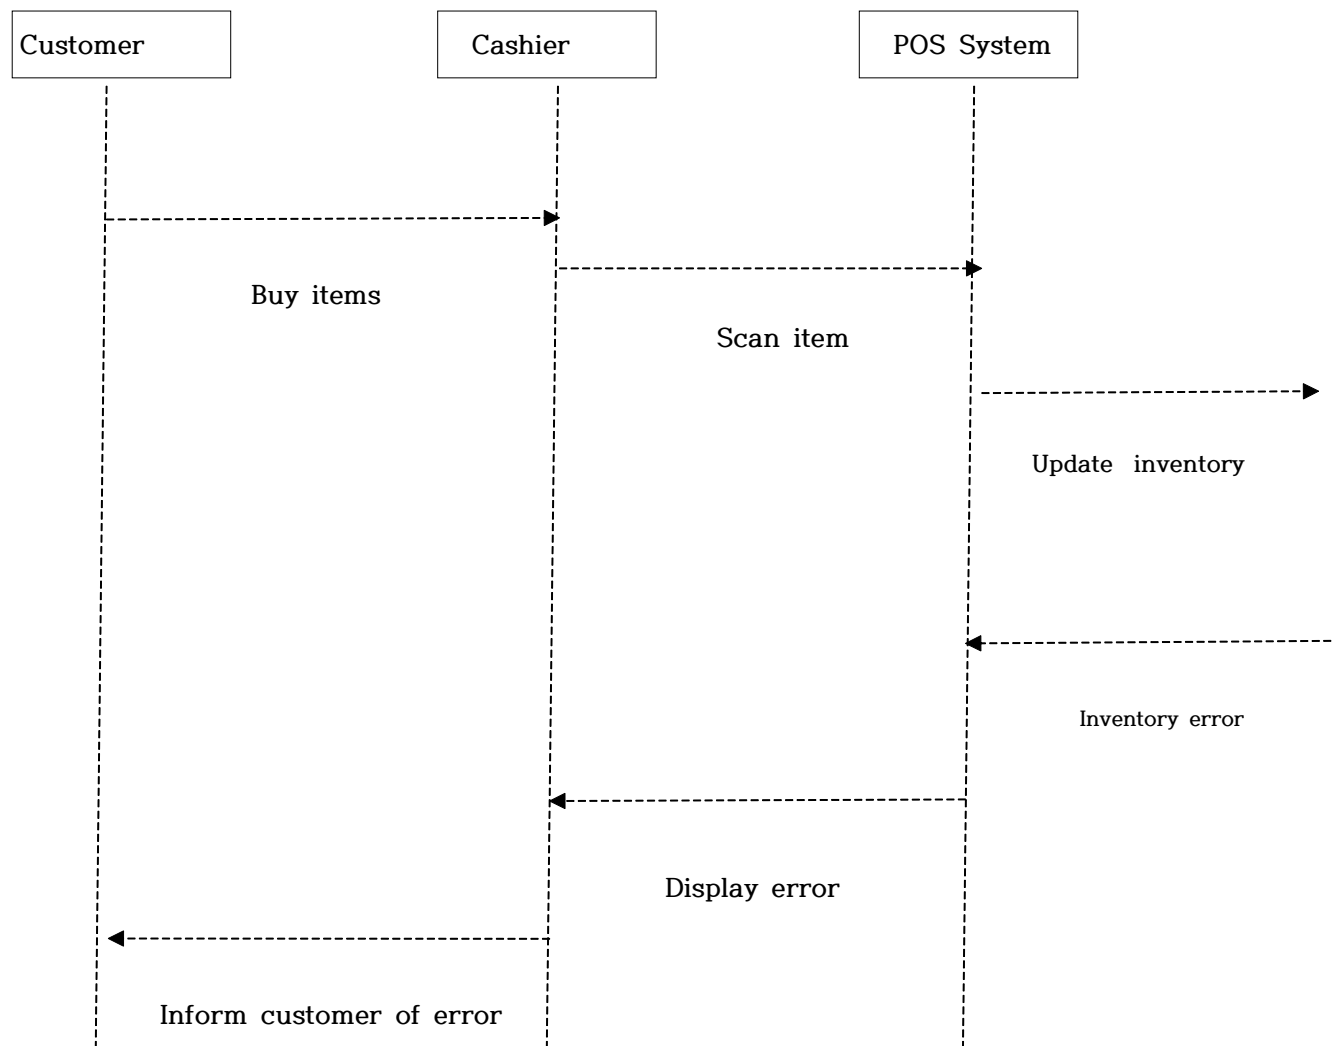 Customer
Cashier
POS System
Buy items
Scan item
Update inventory
Inventory error
Display error
Inform customer of error